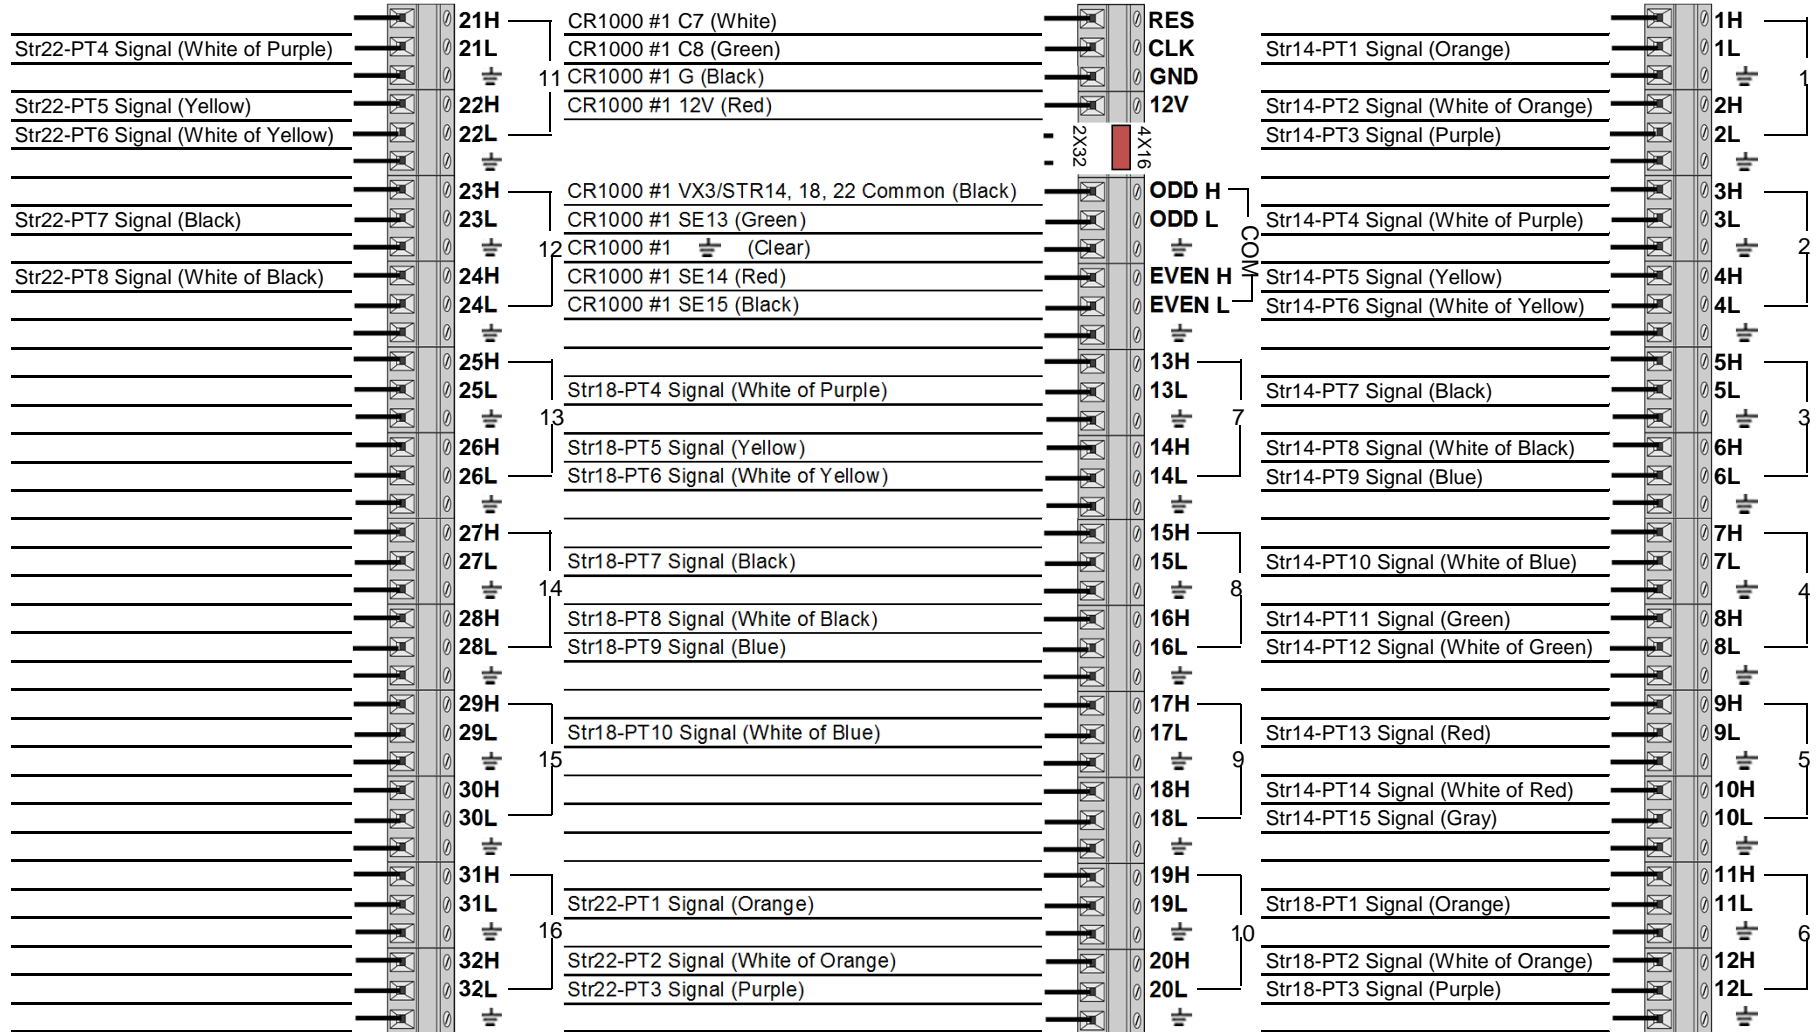 21H
Str22-PT4 Signal (White of Purple) 21L
11
Str22-PT5 Signal (Yellow) 22H
Str22-PT6 Signal (White of Yellow) 22L
23H
Str22-PT7 Signal (Black) 23L
12
Str22-PT8 Signal (White of Black) 24H
24L
25H
25L
13
26H
26L
27H
27L
14
28H
28L
29H
29L
15
30H
30L
31H
31L
16
32H
32L
CR1000 #1 C7 (White) RES
CR1000 #1 C8 (Green) CLK
CR1000 #1 G (Black) GND
CR1000 #1 12V (Red) 12V
2X32 4X16
CR1000 #1 VX3/STR14, 18, 22 Common (Black) ODD H
CR1000 #1 SE13 (Green) ODD L
CR1000 #1 (Clear)
COM
CR1000 #1 SE14 (Red) EVEN H
CR1000 #1 SE15 (Black) EVEN L
13H
Str18-PT4 Signal (White of Purple) 13L
7
Str18-PT5 Signal (Yellow) 14H
Str18-PT6 Signal (White of Yellow) 14L
15H
Str18-PT7 Signal (Black) 15L
8
Str18-PT8 Signal (White of Black) 16H
Str18-PT9 Signal (Blue) 16L
17H
Str18-PT10 Signal (White of Blue) 17L
9
18H
18L
19H
Str22-PT1 Signal (Orange) 19L
10
Str22-PT2 Signal (White of Orange) 20H
Str22-PT3 Signal (Purple) 20L
1H
Str14-PT1 Signal (Orange) 1L
1
Str14-PT2 Signal (White of Orange) 2H
Str14-PT3 Signal (Purple) 2L
3H
Str14-PT4 Signal (White of Purple) 3L
2
Str14-PT5 Signal (Yellow) 4H
Str14-PT6 Signal (White of Yellow) 4L
5H
Str14-PT7 Signal (Black) 5L
3
Str14-PT8 Signal (White of Black) 6H
Str14-PT9 Signal (Blue) 6L
7H
Str14-PT10 Signal (White of Blue) 7L
4
Str14-PT11 Signal (Green) 8H
Str14-PT12 Signal (White of Green) 8L
9H
Str14-PT13 Signal (Red) 9L
5
Str14-PT14 Signal (White of Red) 10H
Str14-PT15 Signal (Gray) 10L
11H
Str18-PT1 Signal (Orange) 11L
6
Str18-PT2 Signal (White of Orange) 12H
Str18-PT3 Signal (Purple) 12L